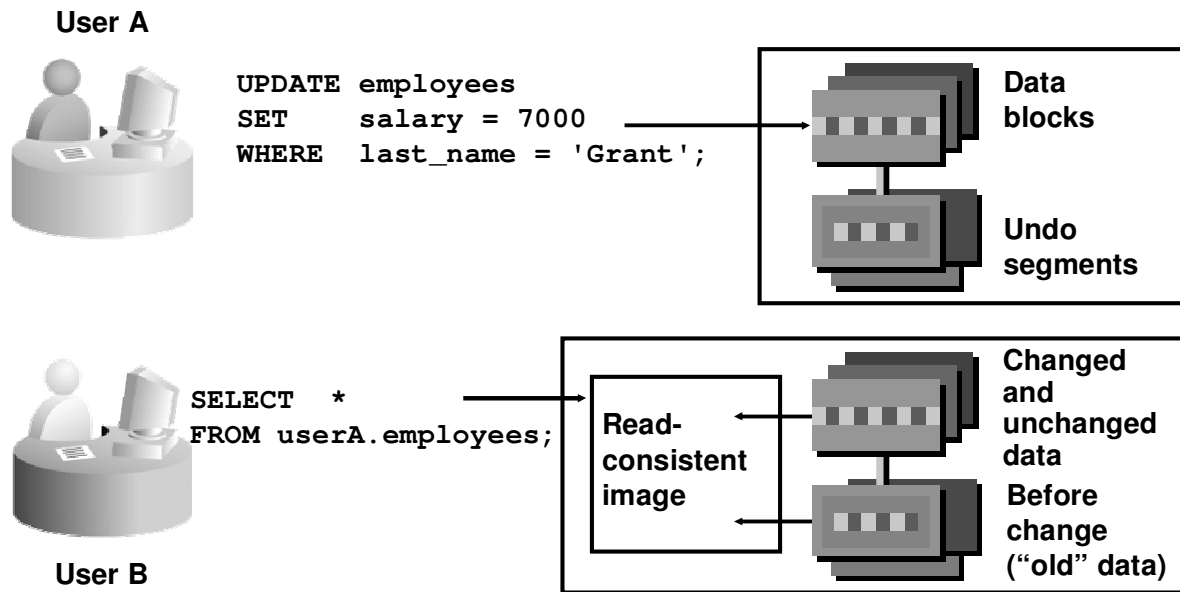 User A
UPDATE employees
SET salary = 7000
WHERE last_name = 'Grant';
Data
blocks
Undo
segments
SELECT *
FROM userA.employees;
Read-
consistent
image
Changed
and
unchanged
data
Before
change
(“old” data)
User B